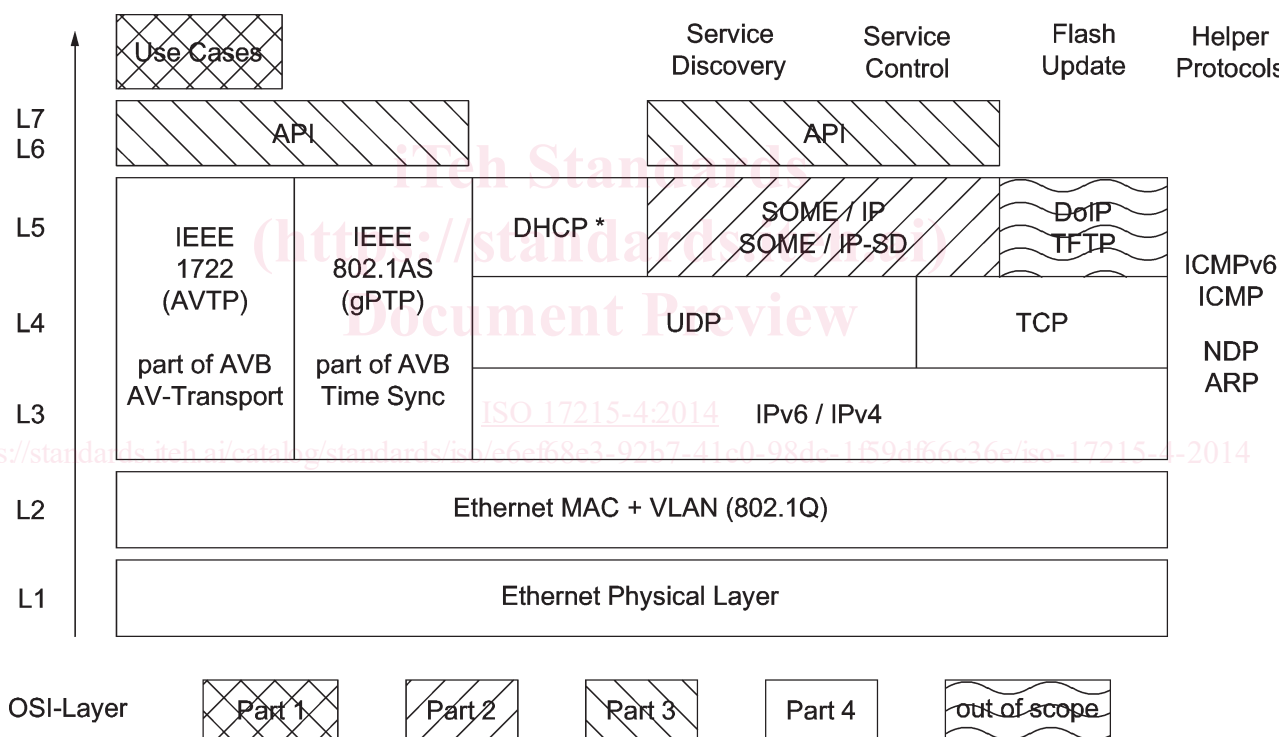 Use Cases
Service
Discovery
Service
Control
Flash
Update
Helper
Protocols
L7
L6
API
API
L5
IEEE
1722
(AVTP)
part of AVB
AV-Transport
IEEE
802.1AS
(gPTP)
part of AVB
Time Sync
DHCP *
SOME / IP
SOME / IP-SD
DoIP
TFTP
ICMPv6
ICMP
NDP
ARP
L4
UDP
TCP
L3
IPv6 / IPv4
L2
Ethernet MAC + VLAN (802.1Q)
L1
Ethernet Physical Layer
OSI-Layer
Part 1
Part 2
Part 3
Part 4
out of scope
iTeh Standards
(https://standards.iteh.ai)
Document Preview
ISO 17215-4:2014
s://standards.iteh.ai/catalog/standards/iso/e6ef68e3-92b7-41c0-98dc-1f59df66c36e/iso-17215-4-2014